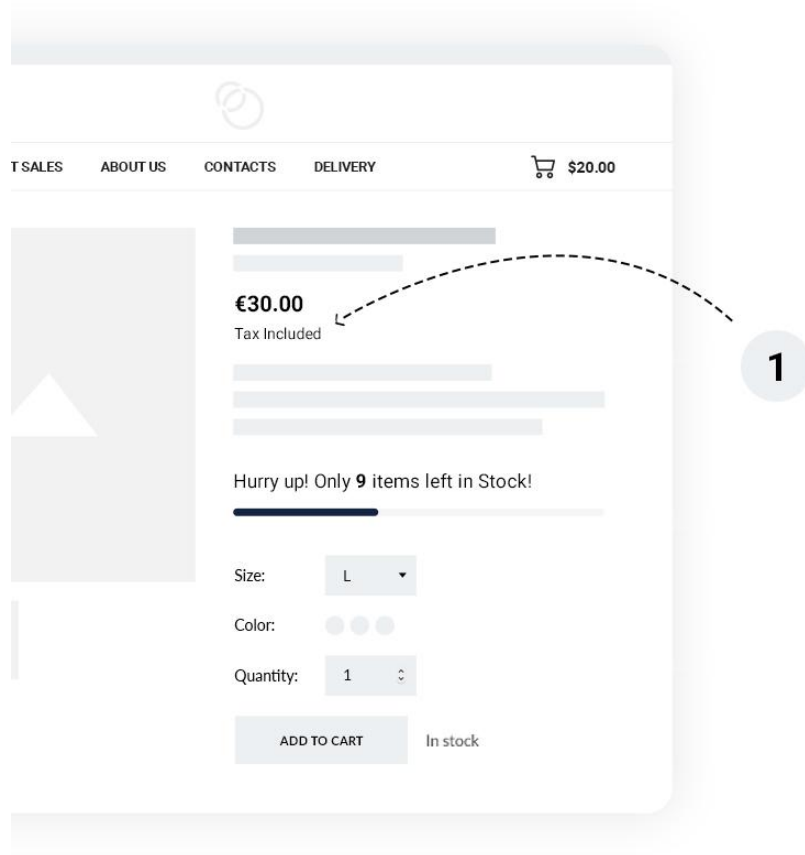 T SALES ABOUT US CONTACTS DELIVERY $20.00
€30.00
Tax Included
1
Hurry up! Only 9 items left in Stock!
Size: L
Color:
Quantity: 1
ADD TO CART In stock